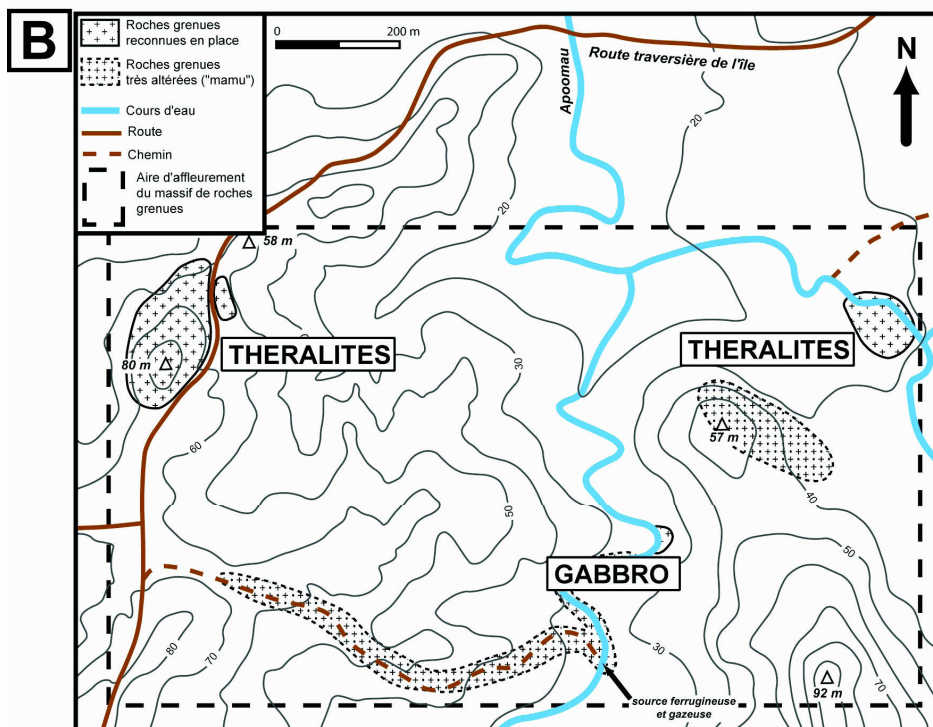 B
Roches grenues
reconnues en place
Roches grenues
très altérées ("mamu")
Cours d'eau
Route
Chemin
Aire d'affleurement
du massif de roches
grenues
0 200 m
Apoomau
Route traversière de l'île
N
20
20
58 m
THERALITES
THERALITES
80 m
30
57 m
60
40
50
50
GABBRO
80
70
30
70
92 m
source ferrugineuse
et gazeuse